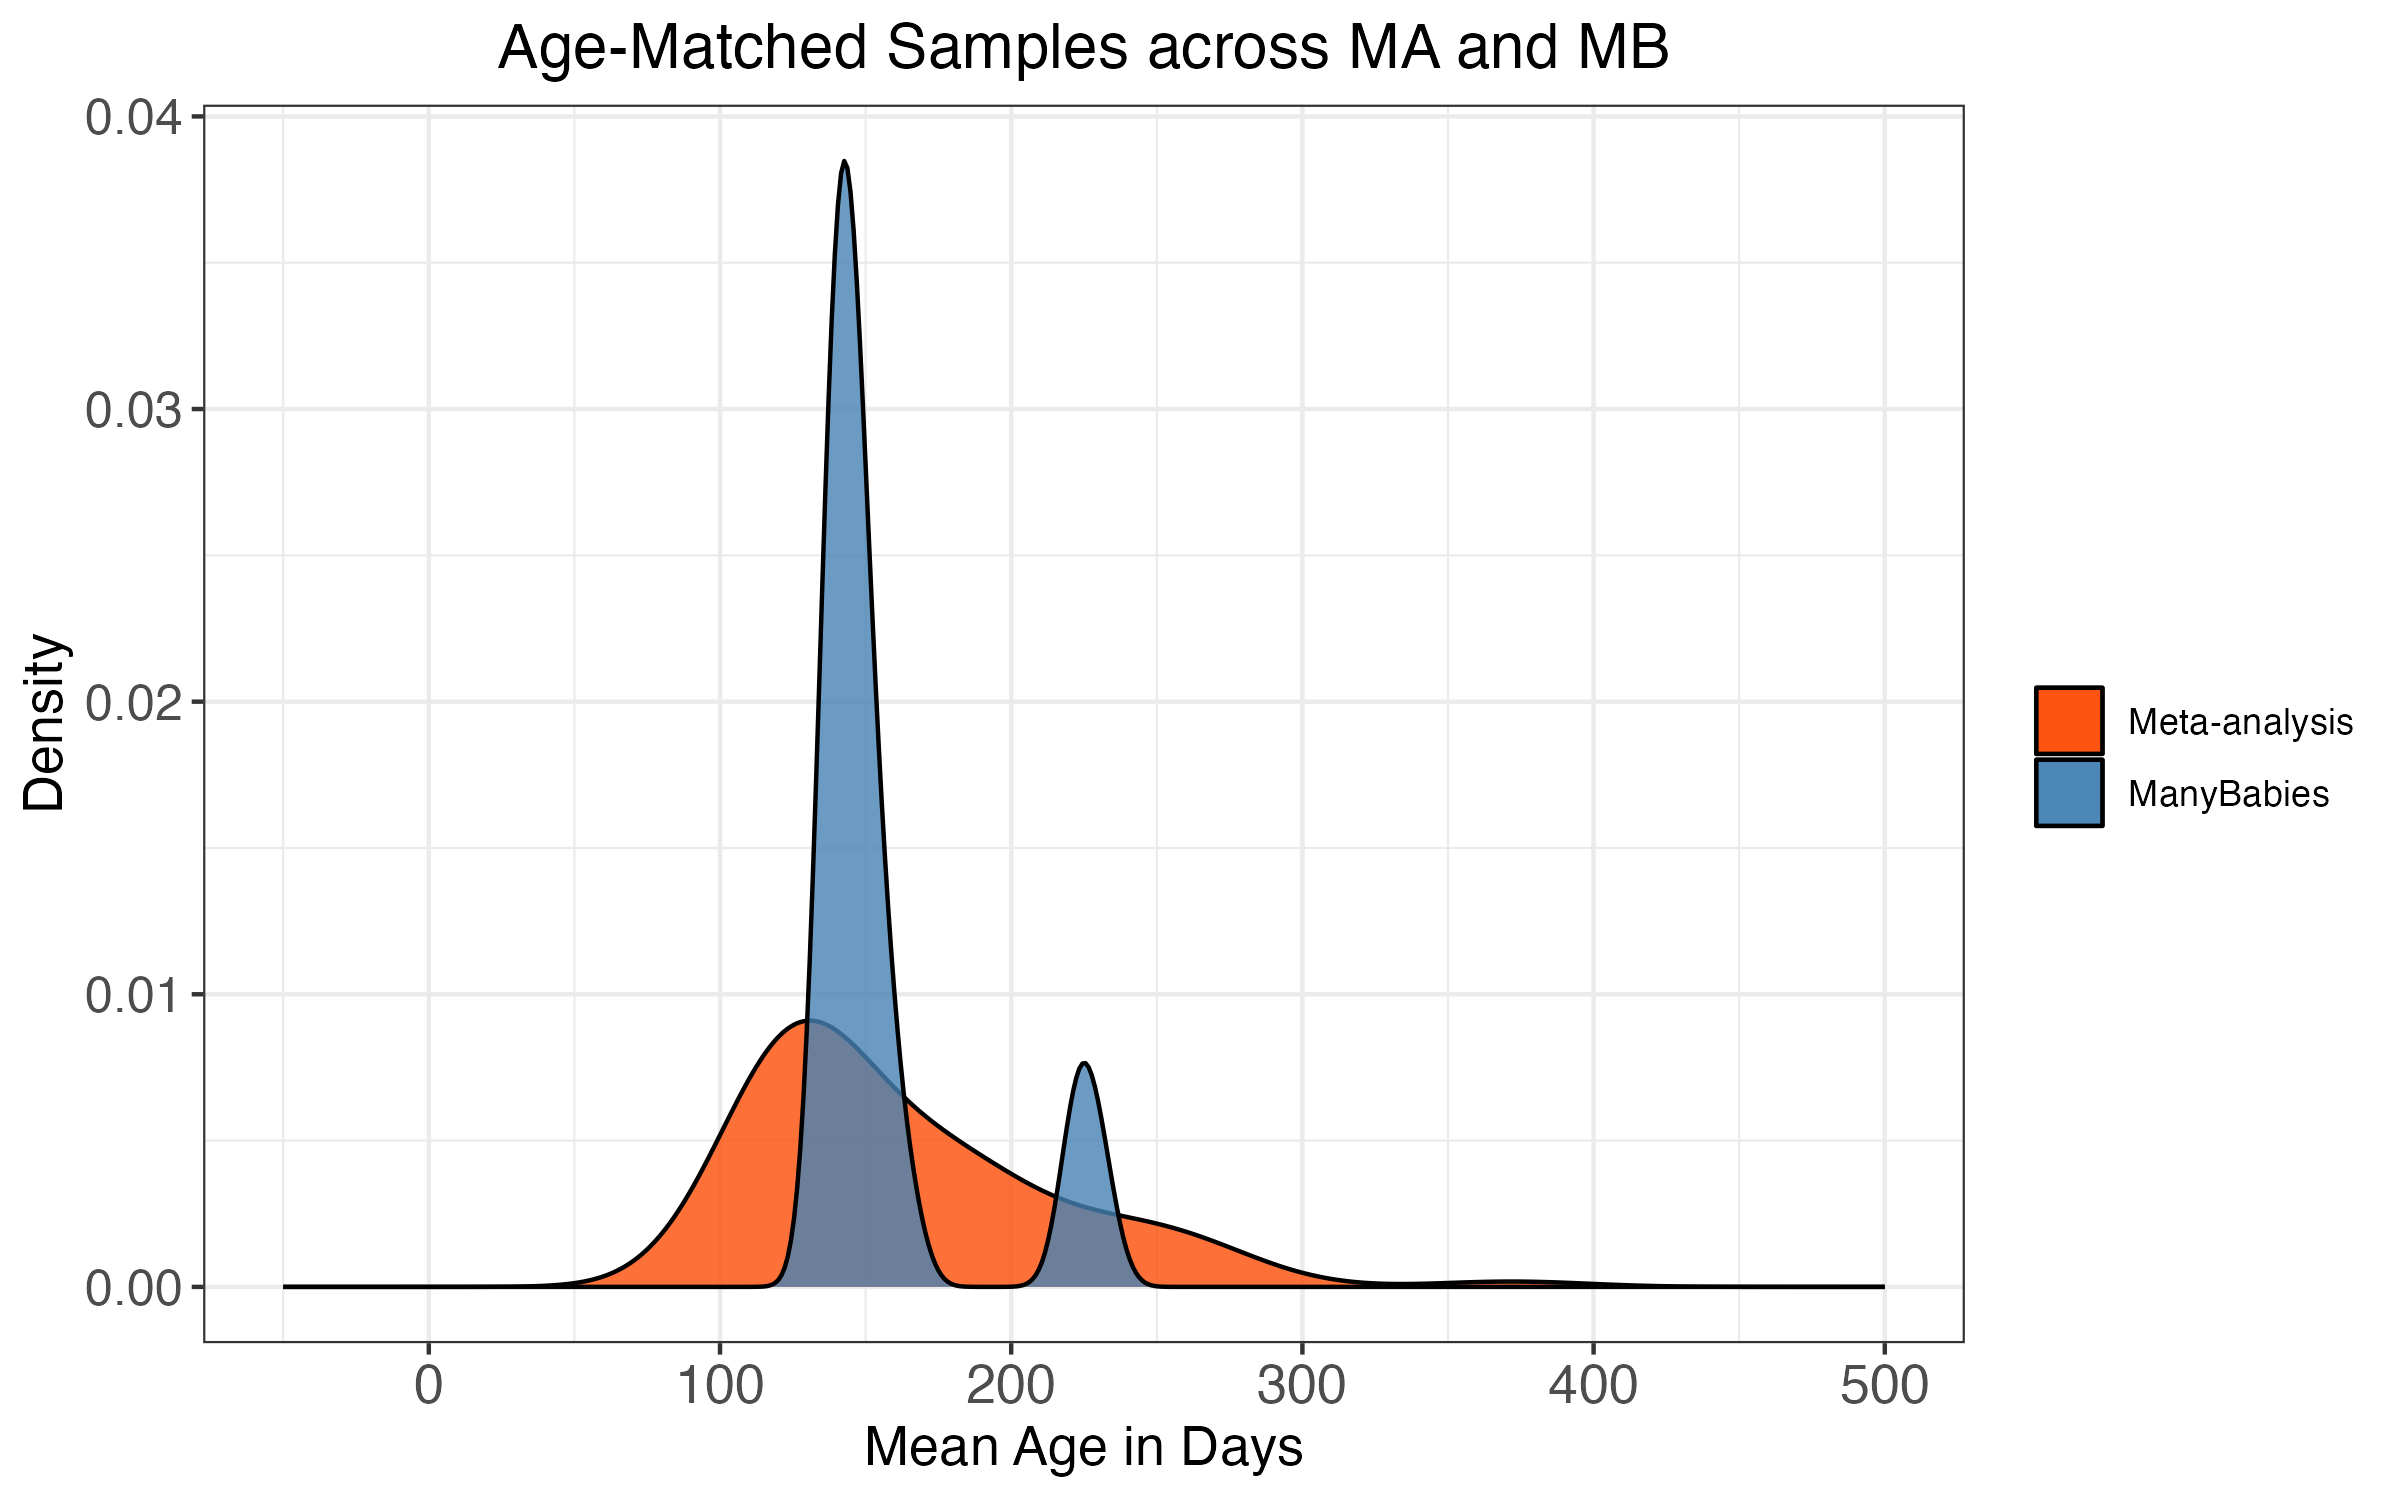 Age-Matched Samples across MA and MB
0.04
0.03
0.02
0.01
0.00
Density
0 100 200 300 400 500
Mean Age in Days
Meta-analysis
ManyBabies